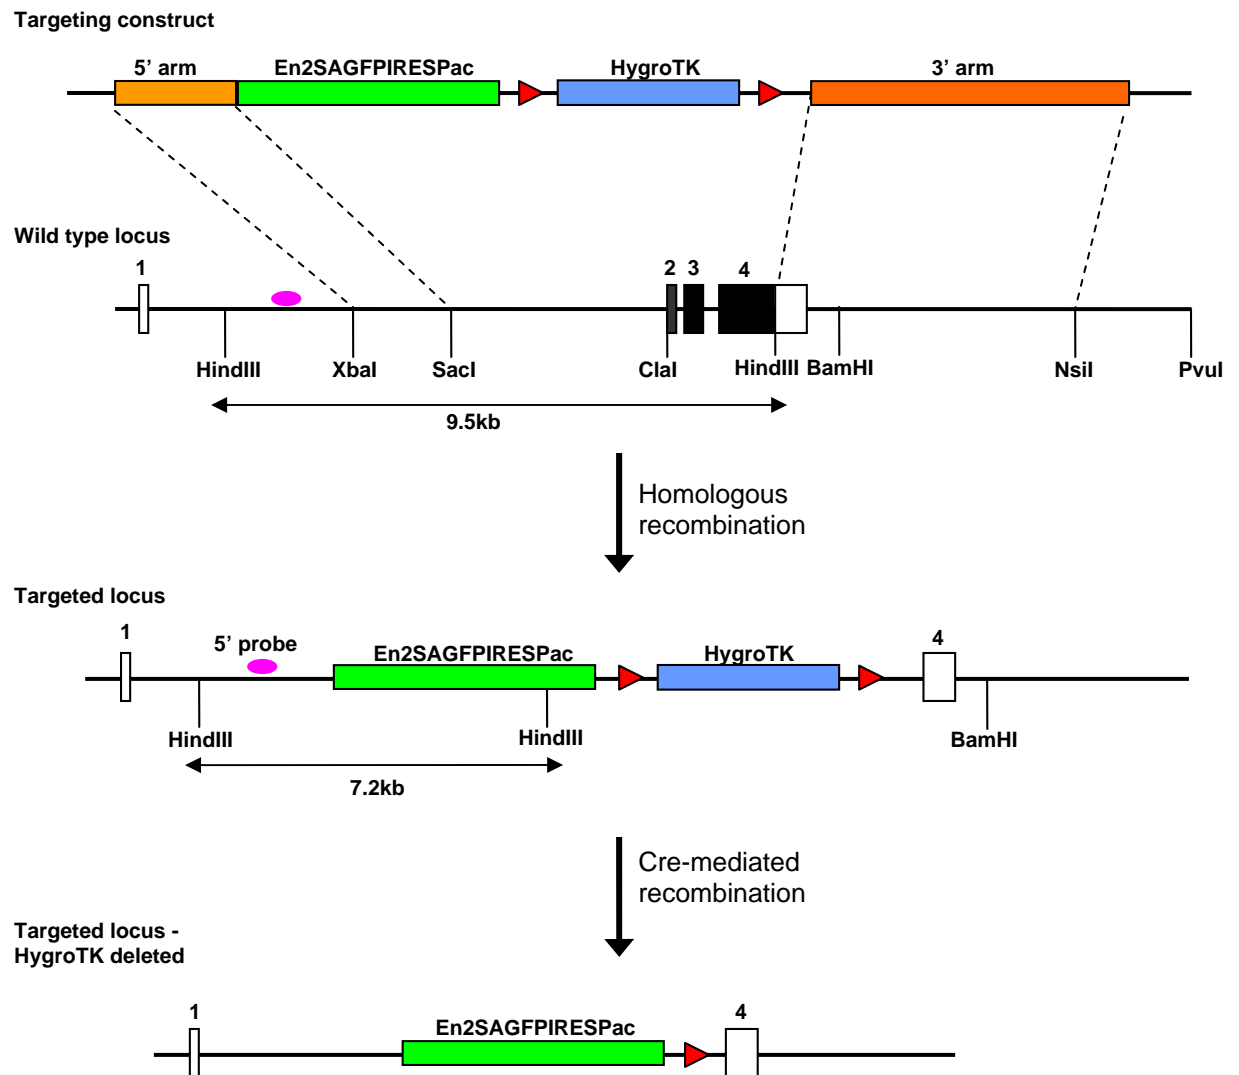 Targeting construct
5’ arm
En2SAGFPIRESPac
HygroTK
3’ arm
Wild type locus
1
2
3
4
HindIII
XbaI
SacI
ClaI
HindIII
BamHI
NsiI
PvuI
9.5kb
Homologous
recombination
Targeted locus
1
5’ probe
En2SAGFPIRESPac
HygroTK
4
HindIII
HindIII
BamHI
7.2kb
Cre-mediated
recombination
Targeted locus -
HygroTK deleted
1
En2SAGFPIRESPac
4